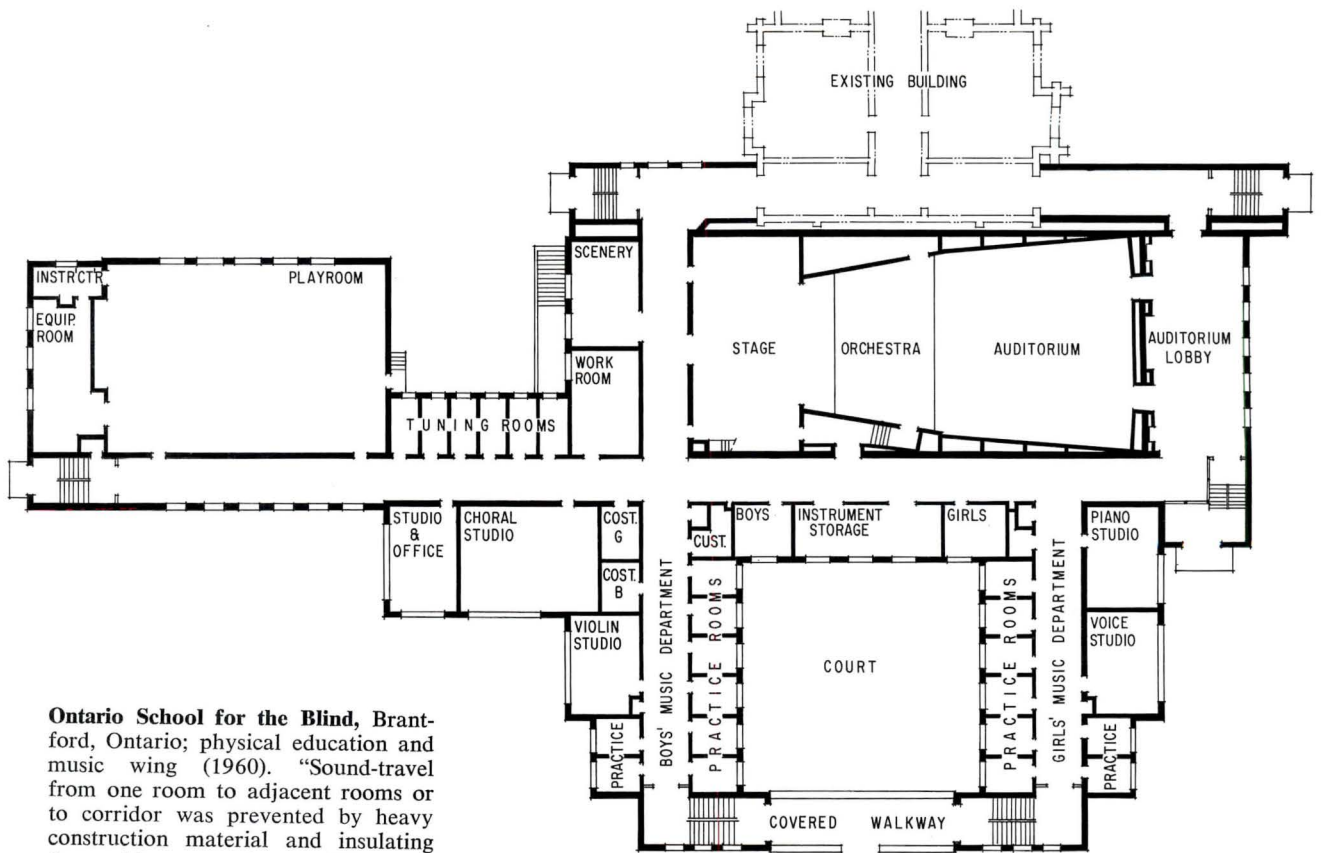 EXISTING BUILDING
SCENERY
INSTR'CTR
PLAYROOM
EQUIP.
ROOM
STAGE
ORCHESTRA
AUDITORIUM
AUDITORIUM
LOBBY
WORK
ROOM
TUNING ROOMS
STUDIO
&
OFFICE
CHORAL
STUDIO
COST.
G
COST.
B
CUST.
BOYS
INSTRUMENT
STORAGE
GIRLS
PIANO
STUDIO
VIOLIN
STUDIO
BOYS' MUSIC DEPARTMENT
PRACTICE ROOMS
COURT
PRACTICE ROOMS
GIRLS' MUSIC DEPARTMENT
VOICE
STUDIO
PRACTICE
PRACTICE
COVERED WALKWAY
Ontario School for the Blind, Brant-
ford, Ontario; physical education and
music wing (1960). “Sound-travel
from one room to adjacent rooms or
to corridor was prevented by heavy
construction material and insulating